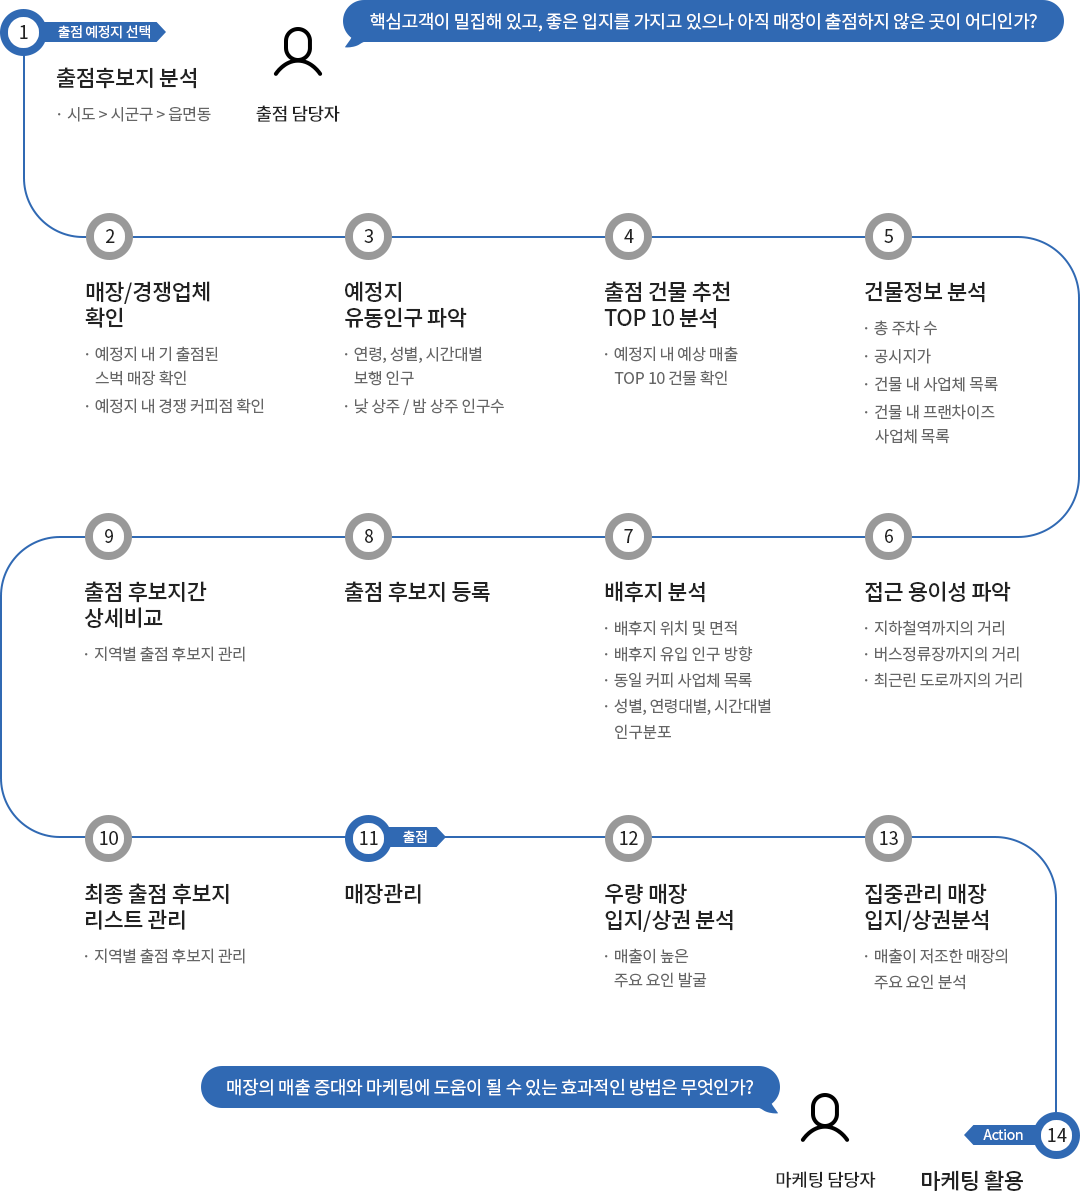 1
출점 예정지 선택
출점후보지 분석
· 시도 > 시군구 > 읍면동
출점 담당자
핵심고객이 밀집해 있고, 좋은 입지를 가지고 있으나 아직 매장이 출점하지 않은 곳이 어디인가?
2
매장/경쟁업체
확인
· 예정지 내 기 출점된
스벅 매장 확인
· 예정지 내 경쟁 커피점 확인
3
예정지
유동인구 파악
· 연령, 성별, 시간대별
보행 인구
· 낮 상주 / 밤 상주 인구수
4
출점 건물 추천
TOP 10 분석
· 예정지 내 예상 매출
TOP 10 건물 확인
5
건물정보 분석
· 총 주차 수
· 공시지가
· 건물 내 사업체 목록
· 건물 내 프랜차이즈
사업체 목록
6
접근 용이성 파악
· 지하철역까지의 거리
· 버스정류장까지의 거리
· 최근린 도로까지의 거리
7
배후지 분석
· 배후지 위치 및 면적
· 배후지 유입 인구 방향
· 동일 커피 사업체 목록
· 성별, 연령대별, 시간대별
인구분포
8
출점 후보지 등록
9
출점 후보지간
상세비교
· 지역별 출점 후보지 관리
10
최종 출점 후보지
리스트 관리
· 지역별 출점 후보지 관리
11
출점
매장관리
12
우량 매장
입지/상권 분석
· 매출이 높은
주요 요인 발굴
13
집중관리 매장
입지/상권분석
· 매출이 저조한 매장의
주요 요인 분석
매장의 매출 증대와 마케팅에 도움이 될 수 있는 효과적인 방법은 무엇인가?
마케팅 담당자
Action
14
마케팅 활용